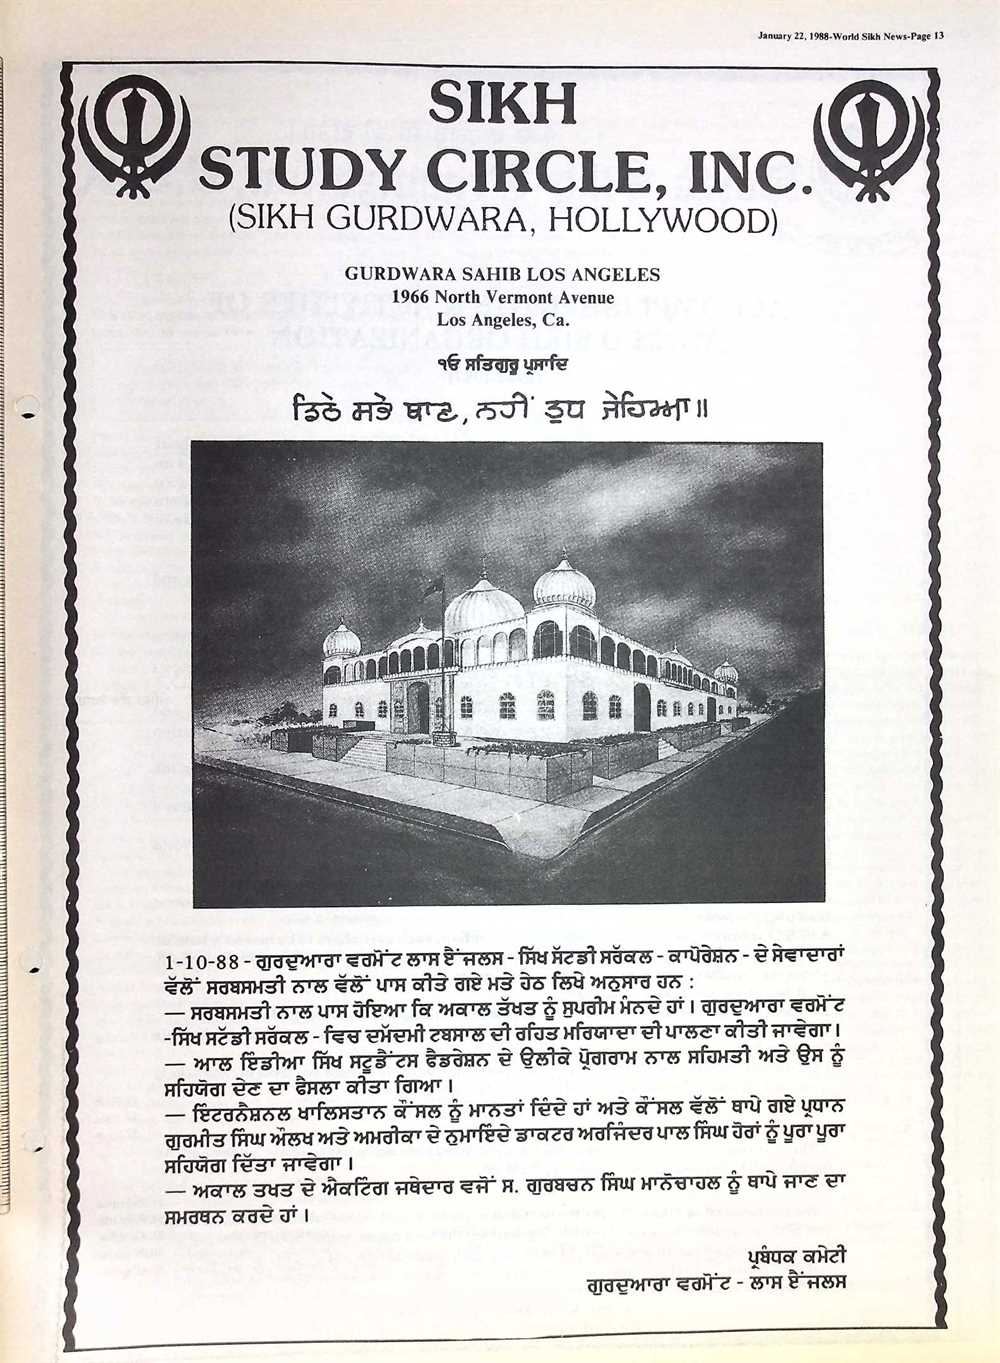 January 22, 1988-World Sikh News-Page 13
SIKH
STUDY CIRCLE, INC.
(SIKH GURDWARA, HOLLYWOOD)
GURDWARA SAHIB LOS ANGELES
1966 North Vermont Avenue
Los Angeles, Ca.
੧ਓ ਸਤਿਗੁਰੂ ਪ੍ਰਸਾਦਿ
ਡਿਠੇ ਸਭੇ ਥਾਣ, ਨਹੀਂ ਤੁਧ ਜੇਹਿਆ॥
1-10-88 - ਗੁਰਦੁਆਰਾ ਵਰਮੌਂਟ ਲਾਸ ਏਂਜਲਸ - ਸਿੱਖ ਸੱਟਡੀ ਸਰੱਕਲ - ਕਾਪੋਰੇਸ਼ਨ - ਦੇ ਸੇਵਾਦਾਰਾਂ
ਵੱਲੋਂ ਸਰਬਸਮਤੀ ਨਾਲ ਵੱਲੋਂ ਪਾਸ ਕੀਤੇ ਗਏ ਮਤੇ ਹੇਠ ਲਿਖੇ ਅਨੁਸਾਰ ਹਨ :
— ਸਰਬਸਮਤੀ ਨਾਲ ਪਾਸ ਹੋਇਆ ਕਿ ਅਕਾਲ ਤੱਖਤ ਨੂੰ ਸੁਪਰੀਮ ਮੰਨਦੇ ਹਾਂ । ਗੁਰਦੁਆਰਾ ਵਰਮੌਂਟ
-ਸਿੱਖ ਸਟੱਡੀ ਸਰੱਕਲ - ਵਿਚ ਦਮੱਦਮੀ ਟਬਸਾਲ ਦੀ ਰਹਿਤ ਮਰਿਯਾਦਾ ਦੀ ਪਾਲਣਾ ਕੀਤੀ ਜਾਵੇਗਾ ।
— ਆਲ ਇੰਡੀਆ ਸਿੱਖ ਸਟੂਡੈਂਟਸ ਫੈਡਰੇਸ਼ਨ ਦੇ ਉਲੀਕੇ ਪ੍ਰੋਗਰਾਮ ਨਾਲ ਸਹਿਮਤੀ ਅਤੇ ਉਸ ਨੂੰ
ਸਹਿਯੋਗ ਦੇਣ ਦਾ ਫੈਸਲਾ ਕੀਤਾ ਗਿਆ ।
— ਇੰਟਰਨੈਸ਼ਨਲ ਖਾਲਿਸਤਾਨ ਕੌਂਸਲ ਨੂੰ ਮਾਨਤਾਂ ਦਿੰਦੇ ਹਾਂ ਅਤੇ ਕੌਂਸਲ ਵੱਲੋਂ ਥਾਪੇ ਗਏ ਪ੍ਰਧਾਨ
ਗੁਰਮੀਤ ਸਿੰਘ ਔਲਖ ਅਤੇ ਅਮਰੀਕਾ ਦੇ ਨੁਮਾਇੰਦੇ ਡਾਕਟਰ ਅਰਜਿੰਦਰ ਪਾਲ ਸਿੰਘ ਹੋਰਾਂ ਨੂੰ ਪੂਰਾ ਪੂਰਾ
ਸਹਿਯੋਗ ਦਿੱਤਾ ਜਾਵੇਗਾ ।
— ਅਕਾਲ ਤਖਤ ਦੇ ਐਕਟਿੰਗ ਜਥੇਦਾਰ ਵਜੋਂ ਸ. ਗੁਰਬਚਨ ਸਿੰਘ ਮਾਨੋਚਾਹਲ ਨੂੰ ਥਾਪੇ ਜਾਣ ਦਾ
ਸਮਰਥਨ ਕਰਦੇ ਹਾਂ ।
ਪ੍ਰਬੰਧਕ ਕਮੇਟੀ
ਗੁਰਦੁਆਰਾ ਵਰਮੌਂਟ - ਲਾਸ ਏਂਜਲਸ